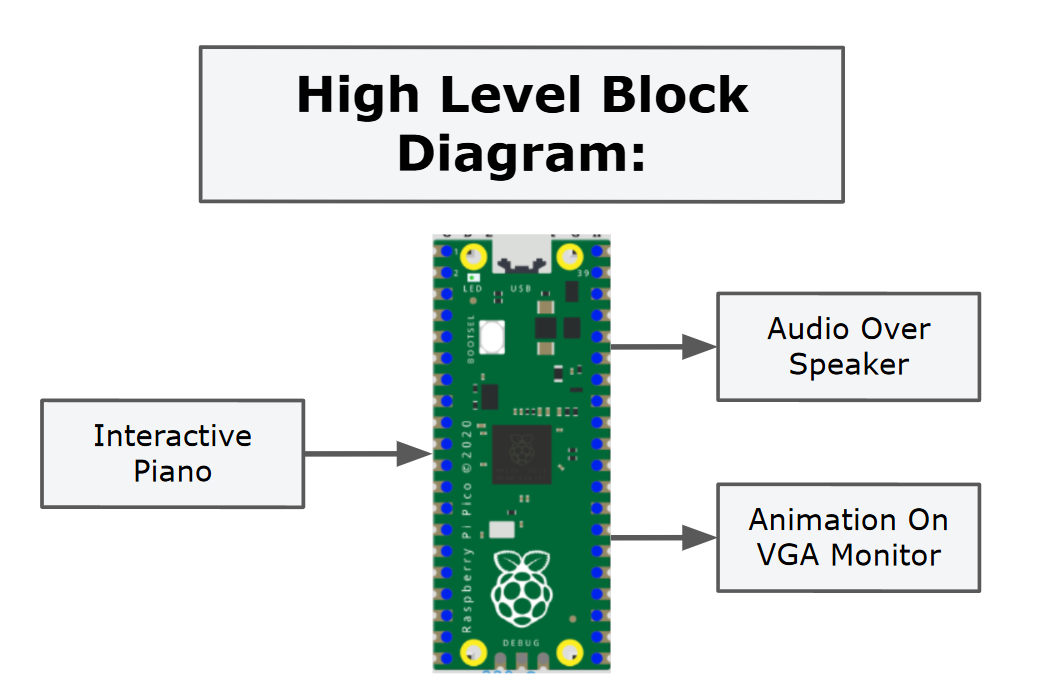 High Level Block
Diagram:
1
2
39
LED
USB
BOOTSEL
Raspberry Pi Pico ©2020
DEBUG
Interactive
Piano
Audio Over
Speaker
Animation On
VGA Monitor